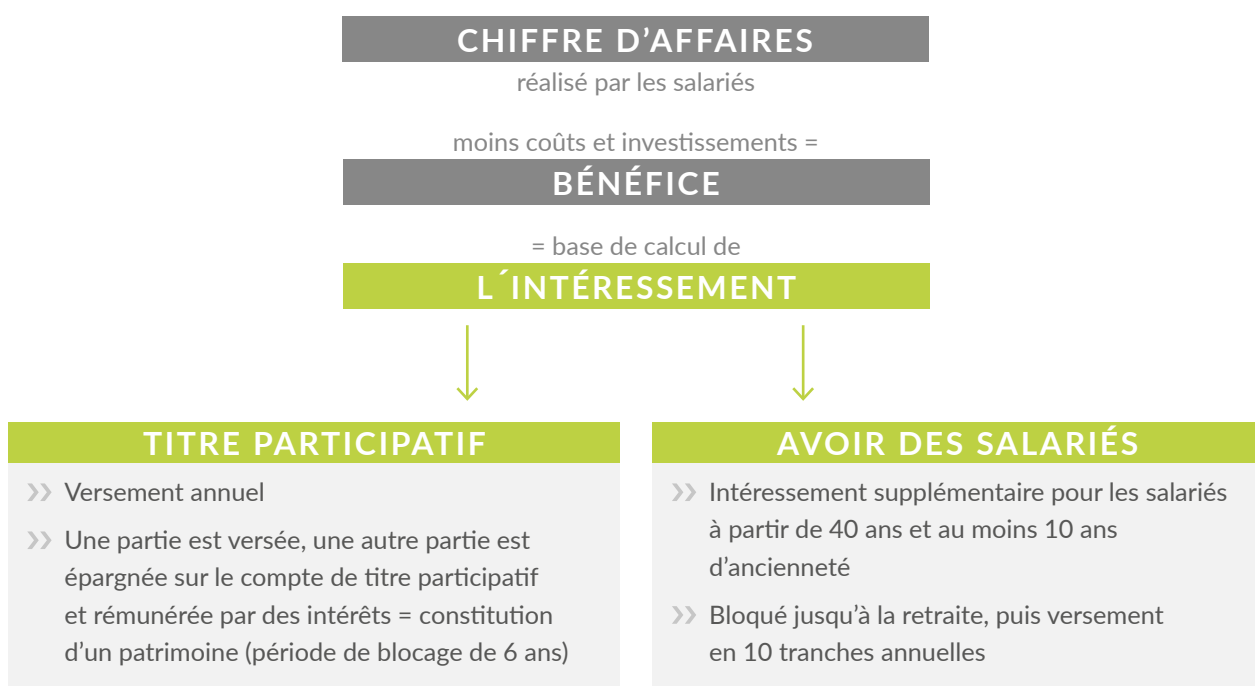 CHIFFRE D’AFFAIRES
réalisé par les salariés
moins coûts et investissements =
BÉNÉFICE
= base de calcul de
L´INTÉRESSEMENT
TITRE PARTICIPATIF
Versement annuel
Une partie est versée, une autre partie est
épargnée sur le compte de titre participatif
et rémunérée par des intérêts = constitution
d’un patrimoine (période de blocage de 6 ans)
AVOIR DES SALARIÉS
Intéressement supplémentaire pour les salariés
à partir de 40 ans et au moins 10 ans
d’ancienneté
Bloqué jusqu’à la retraite, puis versement
en 10 tranches annuelles